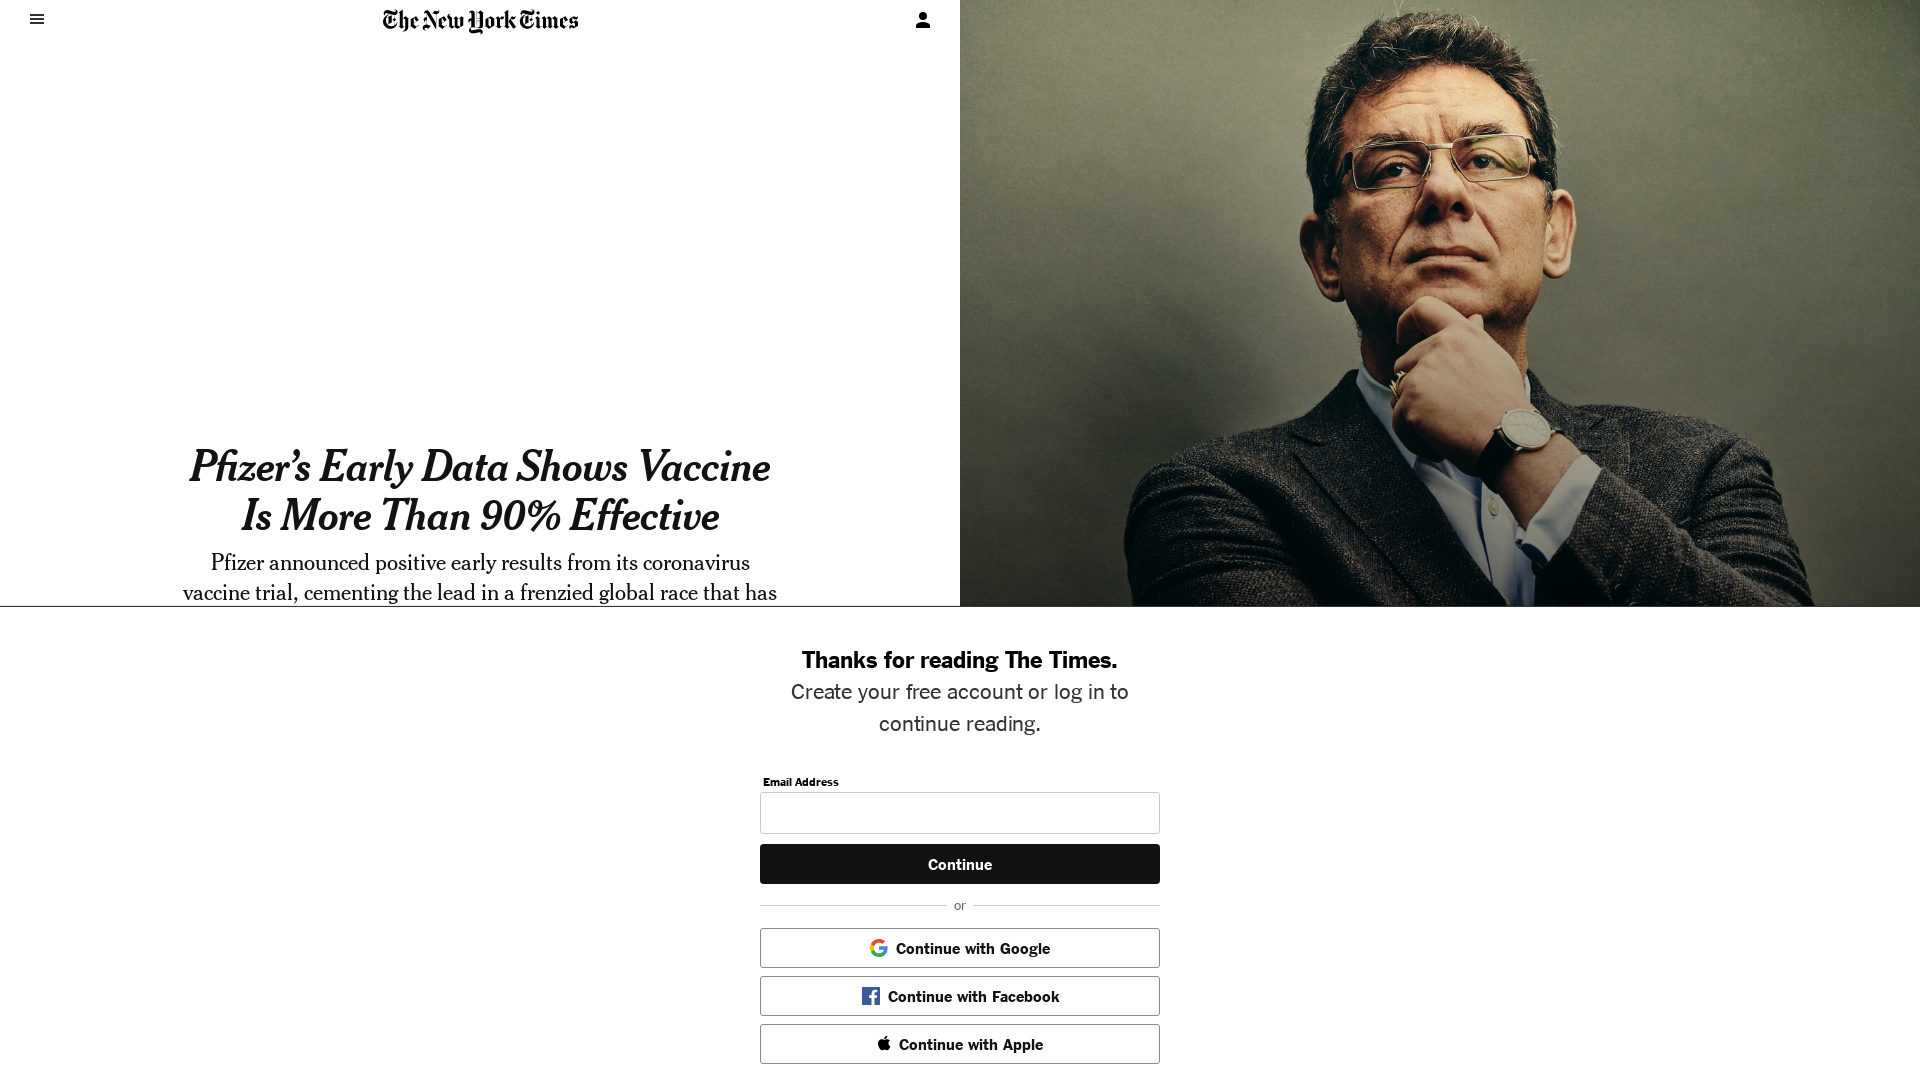 The New York Times
Pfizer’s Early Data Shows Vaccine
Is More Than 90% Effective
Pfizer announced positive early results from its coronavirus
vaccine trial, cementing the lead in a frenzied global race that has
Thanks for reading The Times.
Create your free account or log in to
continue reading.
Email Address
Continue
or
Continue with Google
Continue with Facebook
Continue with Apple